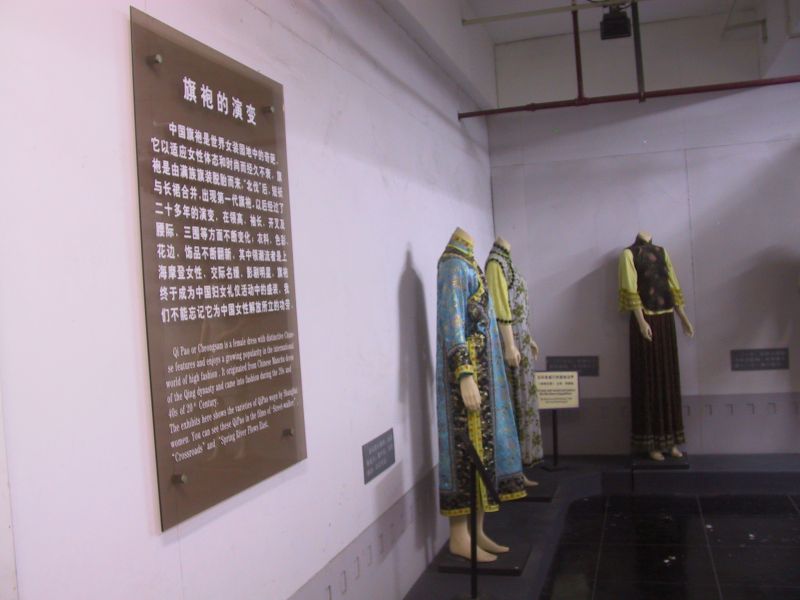 旗袍的演变
中国旗袍是世界女装园地中的奇葩，
它以适应女性体态和时尚而经久不衰。旗
袍是由满族旗装脱胎而来，"北伐"后，短袄
与长裙合并，出现第一代旗袍，以后经过了
二十多年的演变，在领高、袖长、开叉及
腰际、三围等方面不断变化，衣料、色彩、
花边、饰品不断翻新，其中领潮流者是上
海摩登女性、交际名媛、影剧明星。旗袍
终于成为中国妇女礼仪活动中的盛装。我
们不能忘记它为中国女性解放所立的功劳。
Qi Pao or Cheongsam is a female dress with distinctive Chine-
se features and enjoys a growing popularity in the international
world of high fashion. It originated from Chinese Manchu dress
of the Qing dynasty and came into fashion during the 20s and
40s of 20th Century.
The exhibits here shows the varieties of QiPao worn by Shanghai
women. You can see these QiPao in the films of "Street walker"
"Crossroads" and "Spring River Flows East.